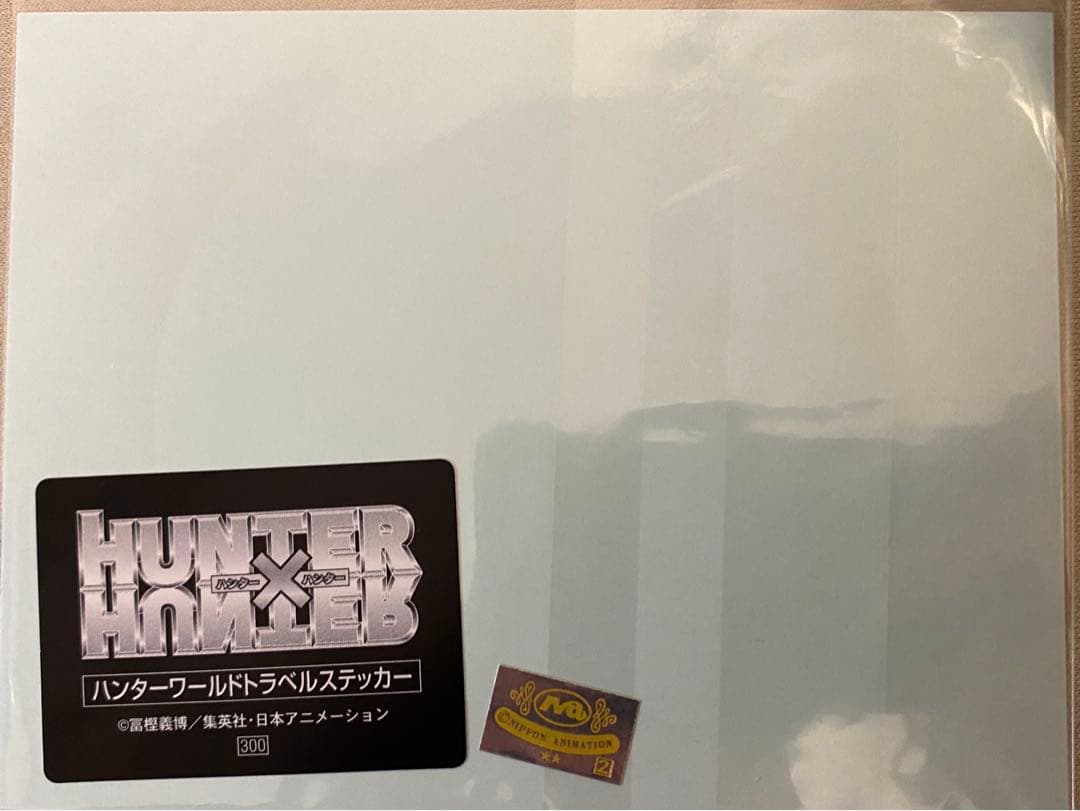 HUNTER
ハンター×ハンター
HUNTER
ハンターワールドトラベルステッカー
©冨樫義博／集英社・日本アニメーション
300
na
©NIPPON ANIMATION
★★
2